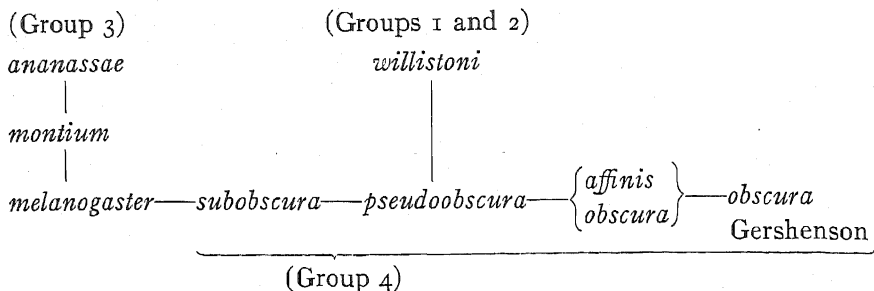 (Group 3) (Groups 1 and 2)
ananassae willistoni
montium
melanogaster—subobscura—pseudoobscura—{affinis
obscura}—obscura
Gershenson
(Group 4)